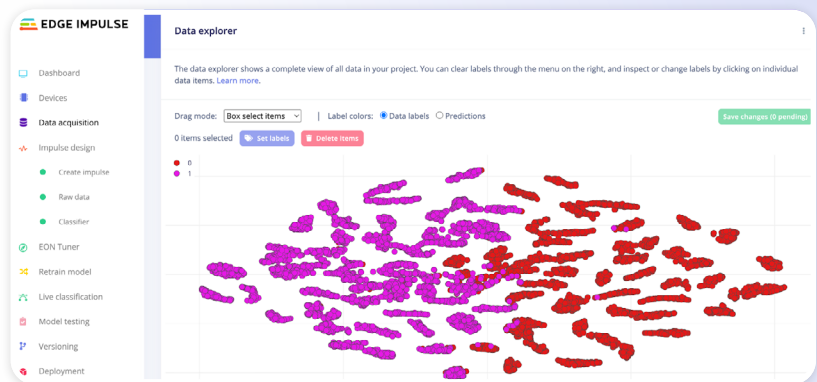 EDGE IMPULSE
Dashboard
Devices
Data acquisition
Impulse design
Create impulse
Raw data
Classifier
EON Tuner
Retrain model
Live classification
Model testing
Versioning
Deployment
Data explorer
The data explorer shows a complete view of all data in your project. You can clear labels through the menu on the right, and inspect or change labels by clicking on individual
data items. Learn more.
Drag mode: Box select items | Label colors: Data labels Predictions
Save changes (0 pending)
0 items selected Set labels Delete items
0
1